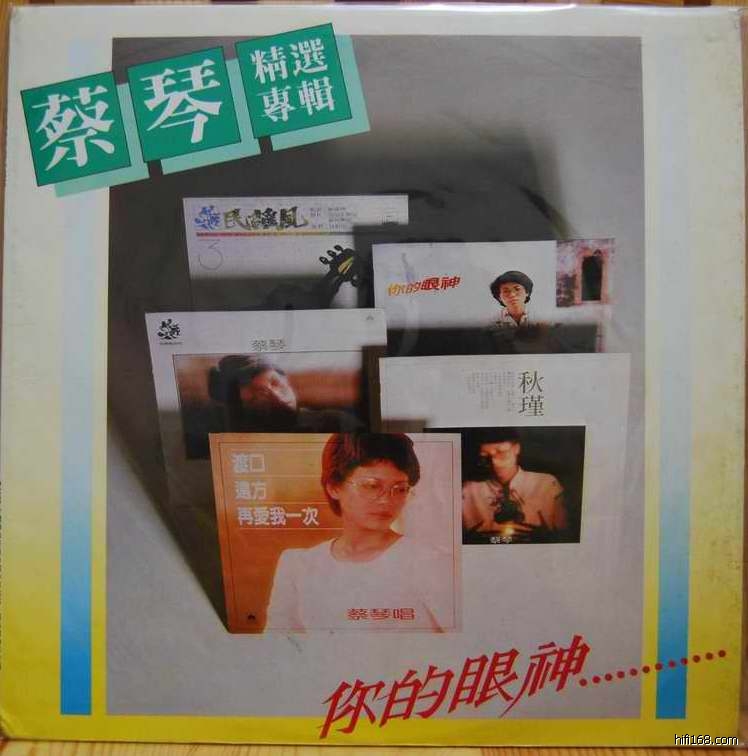 蔡琴
精選
專輯
民謠風
3
你的眼神
蔡琴
秋瑾
渡口
遠方
再愛我一次
蔡琴
蔡琴唱
你的眼神............
hifi168.com